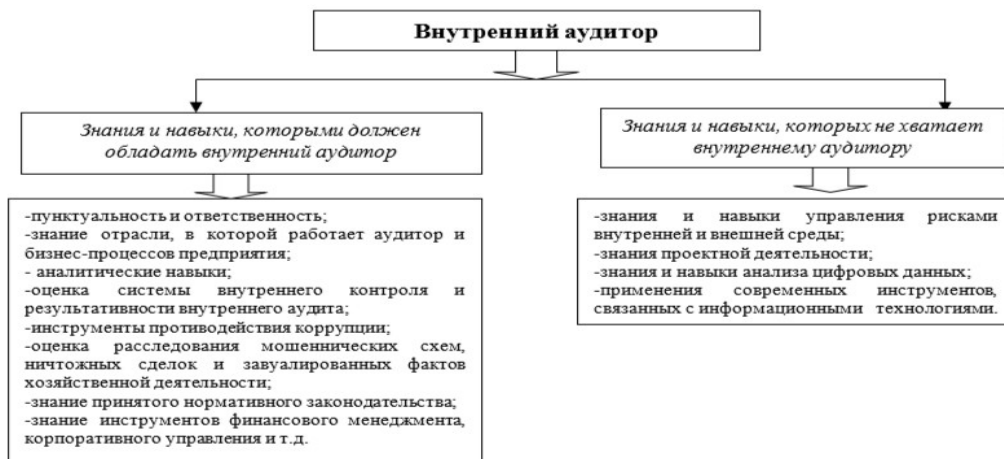 Внутренний аудитор
Знания и навыки, которыми должен
обладать внутренний аудитор
-пунктуальность и ответственность;
-знание отрасли, в которой работает аудитор и
бизнес-процессов предприятия;
- аналитические навыки;
-оценка системы внутреннего контроля и
результативности внутреннего аудита;
-инструменты противодействия коррупции;
-оценка расследования мошеннических схем,
ничтожных сделок и завуалированных фактов
хозяйственной деятельности;
-знание принятого нормативного законодательства;
-знание инструментов финансового менеджмента,
корпоративного управления и т.д.
Знания и навыки, которых не хватает
внутреннему аудитору
-знания и навыки управления рисками
внутренней и внешней среды;
-знания проектной деятельности;
-знания и навыки анализа цифровых данных;
-применения современных инструментов,
связанных с информационными технологиями.